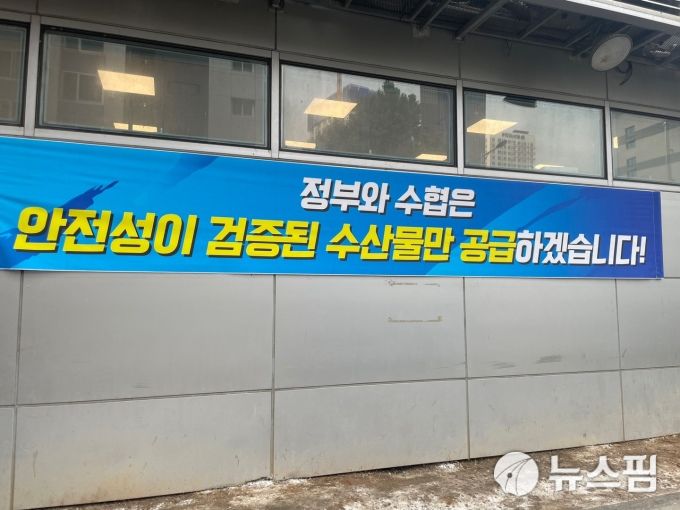 정부와 수협은
안전성이 검증된 수산물만 공급하겠습니다!
뉴스핌